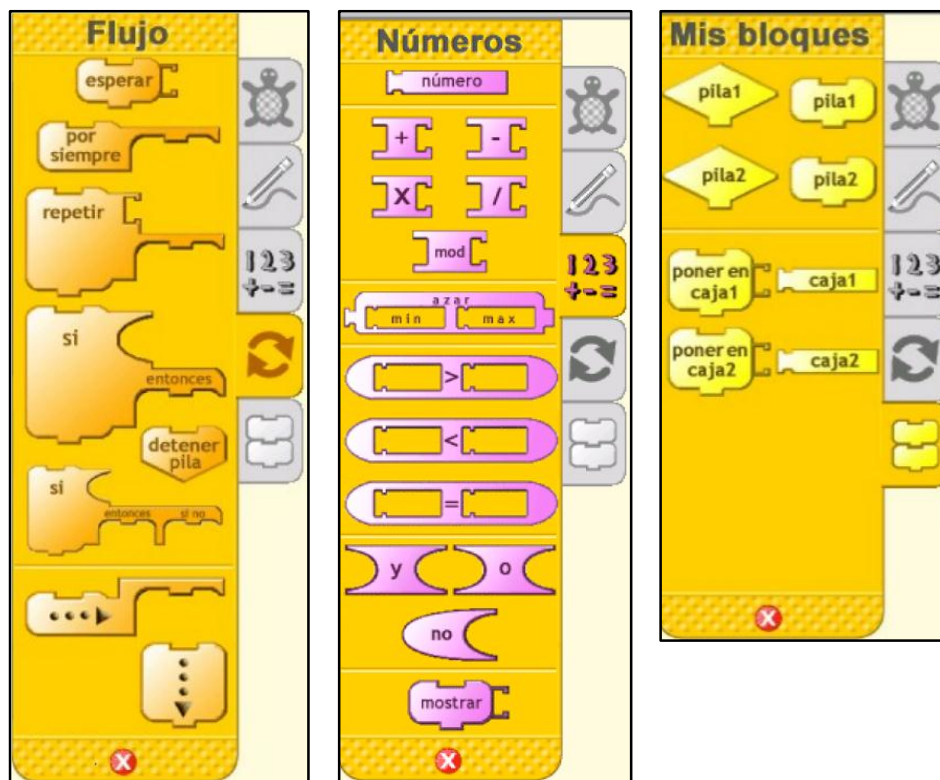 Flujo
esperar
por
siempre
repetir
si
entonces
detener
pila
si
entonces si no
Números
número
+ -
X /
mod
azar
min max
>
<
=
y o
no
mostrar
123
+-=
Mis bloques
pila1 pila1
pila2 pila2
poner en
caja1 caja1
poner en
caja2 caja2
123
+-=
123
+-=